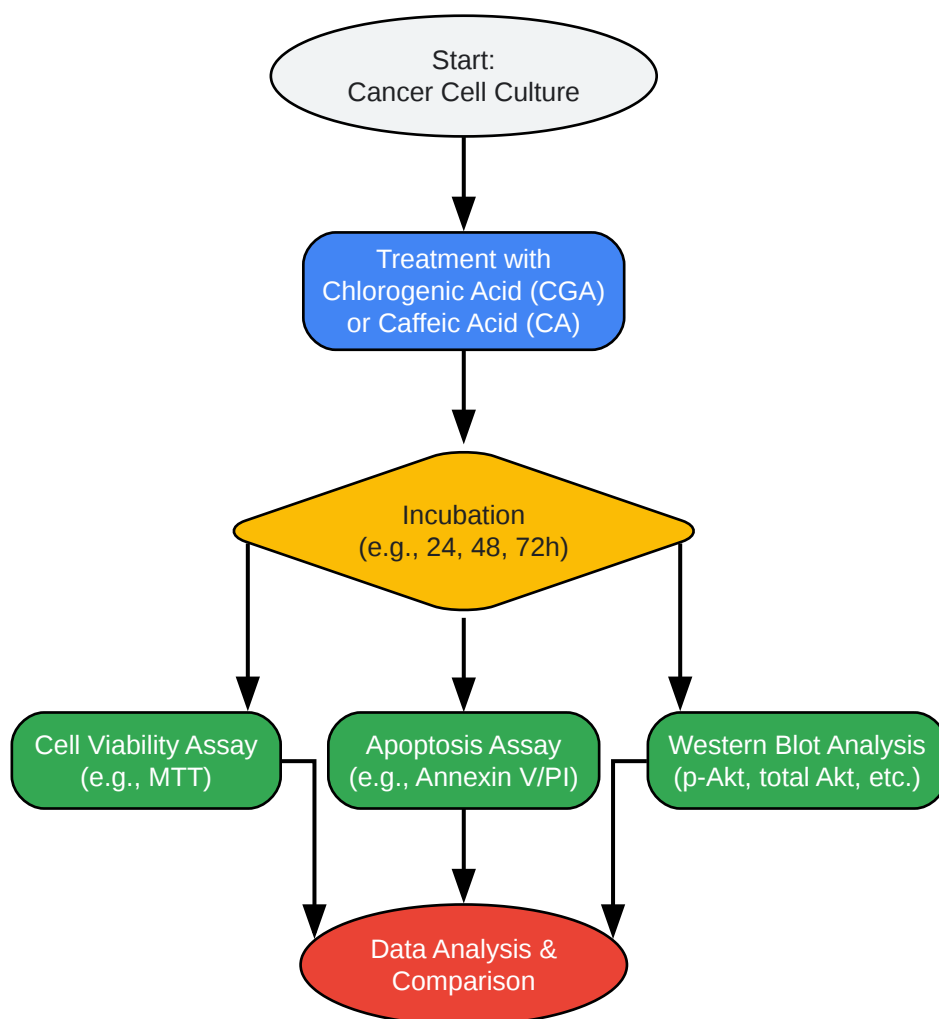 Start:
Cancer Cell Culture
Treatment with
Chlorogenic Acid (CGA)
or Caffeic Acid (CA)
Incubation
(e.g., 24, 48, 72h)
Cell Viability Assay
(e.g., MTT)
Apoptosis Assay
(e.g., Annexin V/PI)
Western Blot Analysis
(p-Akt, total Akt, etc.)
Data Analysis &
Comparison